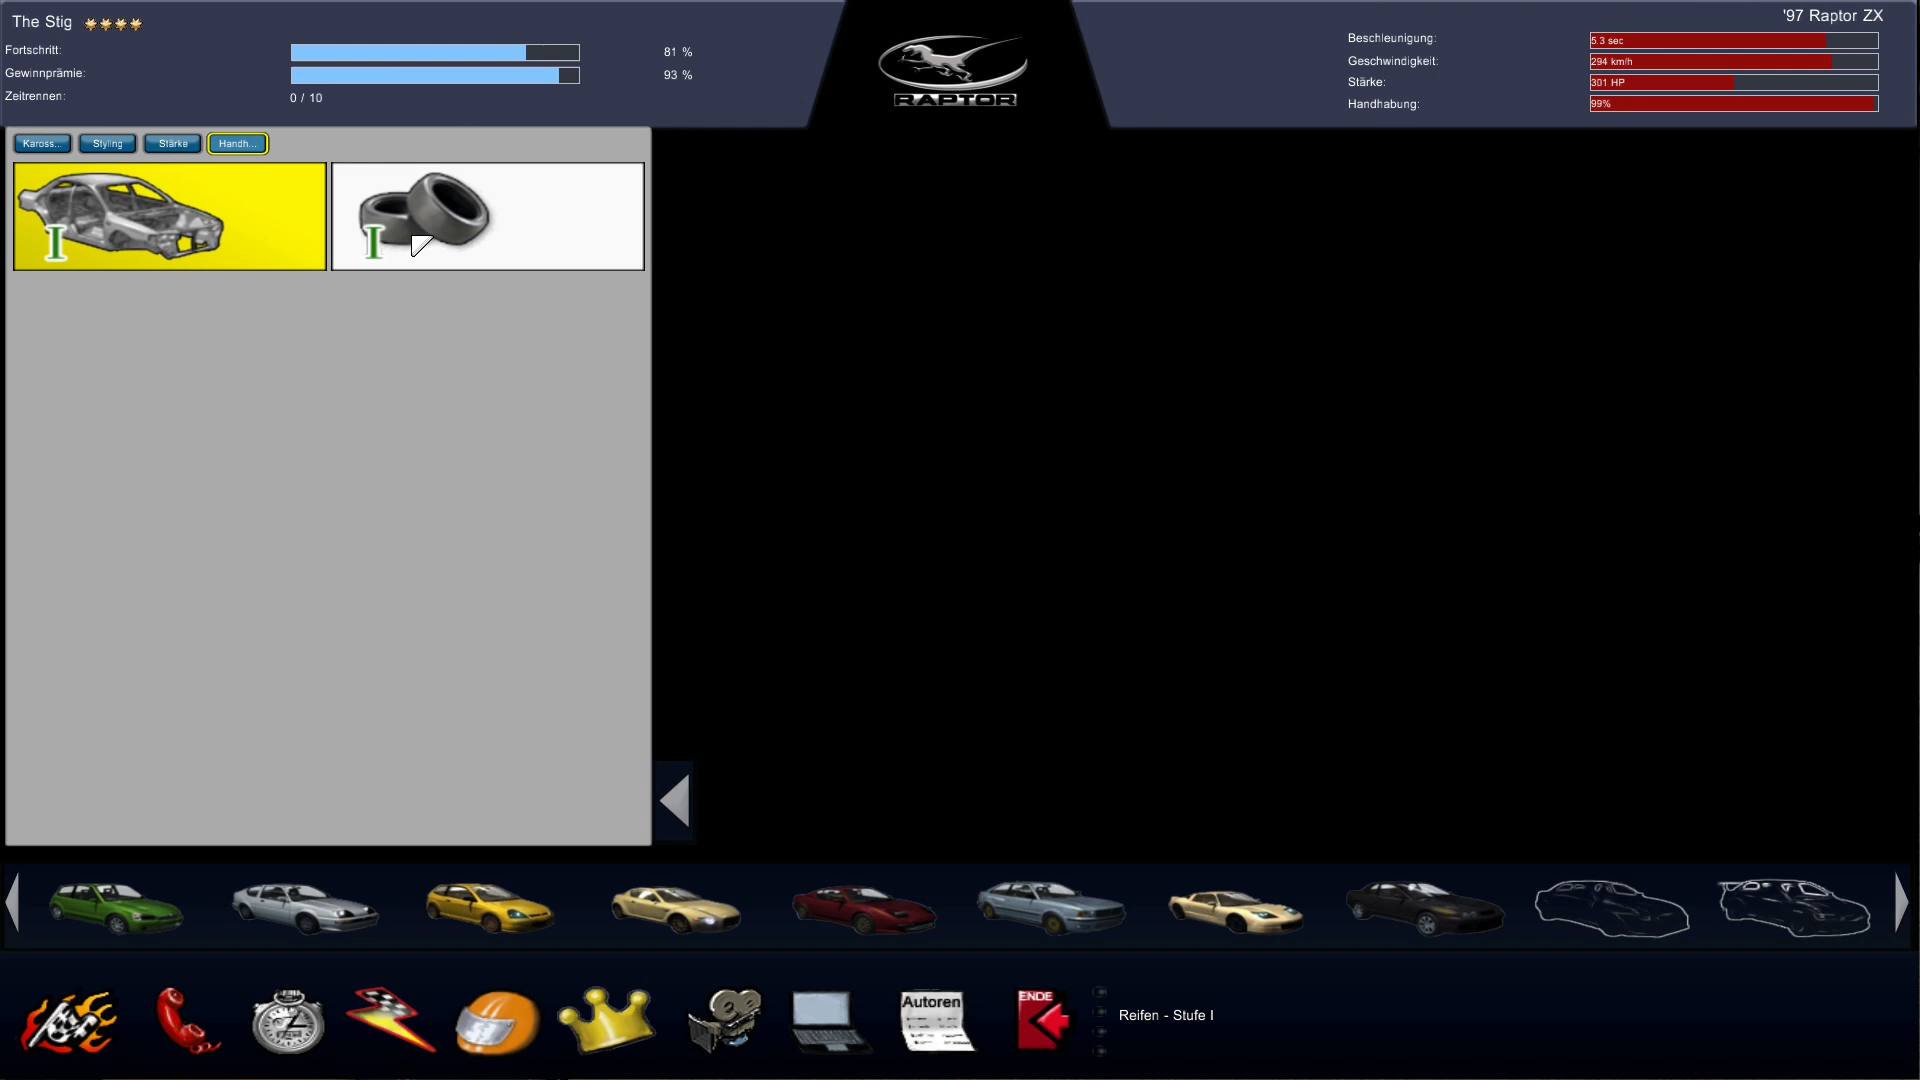 The Stig
'97 Raptor ZX
Fortschritt: 81 %
Gewinnprämie: 93 %
Zeitrennen: 0 / 10
RAPTOR
Beschleunigung: 5.3 sec
Geschwindigkeit: 294 km/h
Stärke: 301 HP
Handhabung: 99%
Kaross... Styling Stärke Handh...
I I
Autoren
ENDE
Reifen - Stufe I